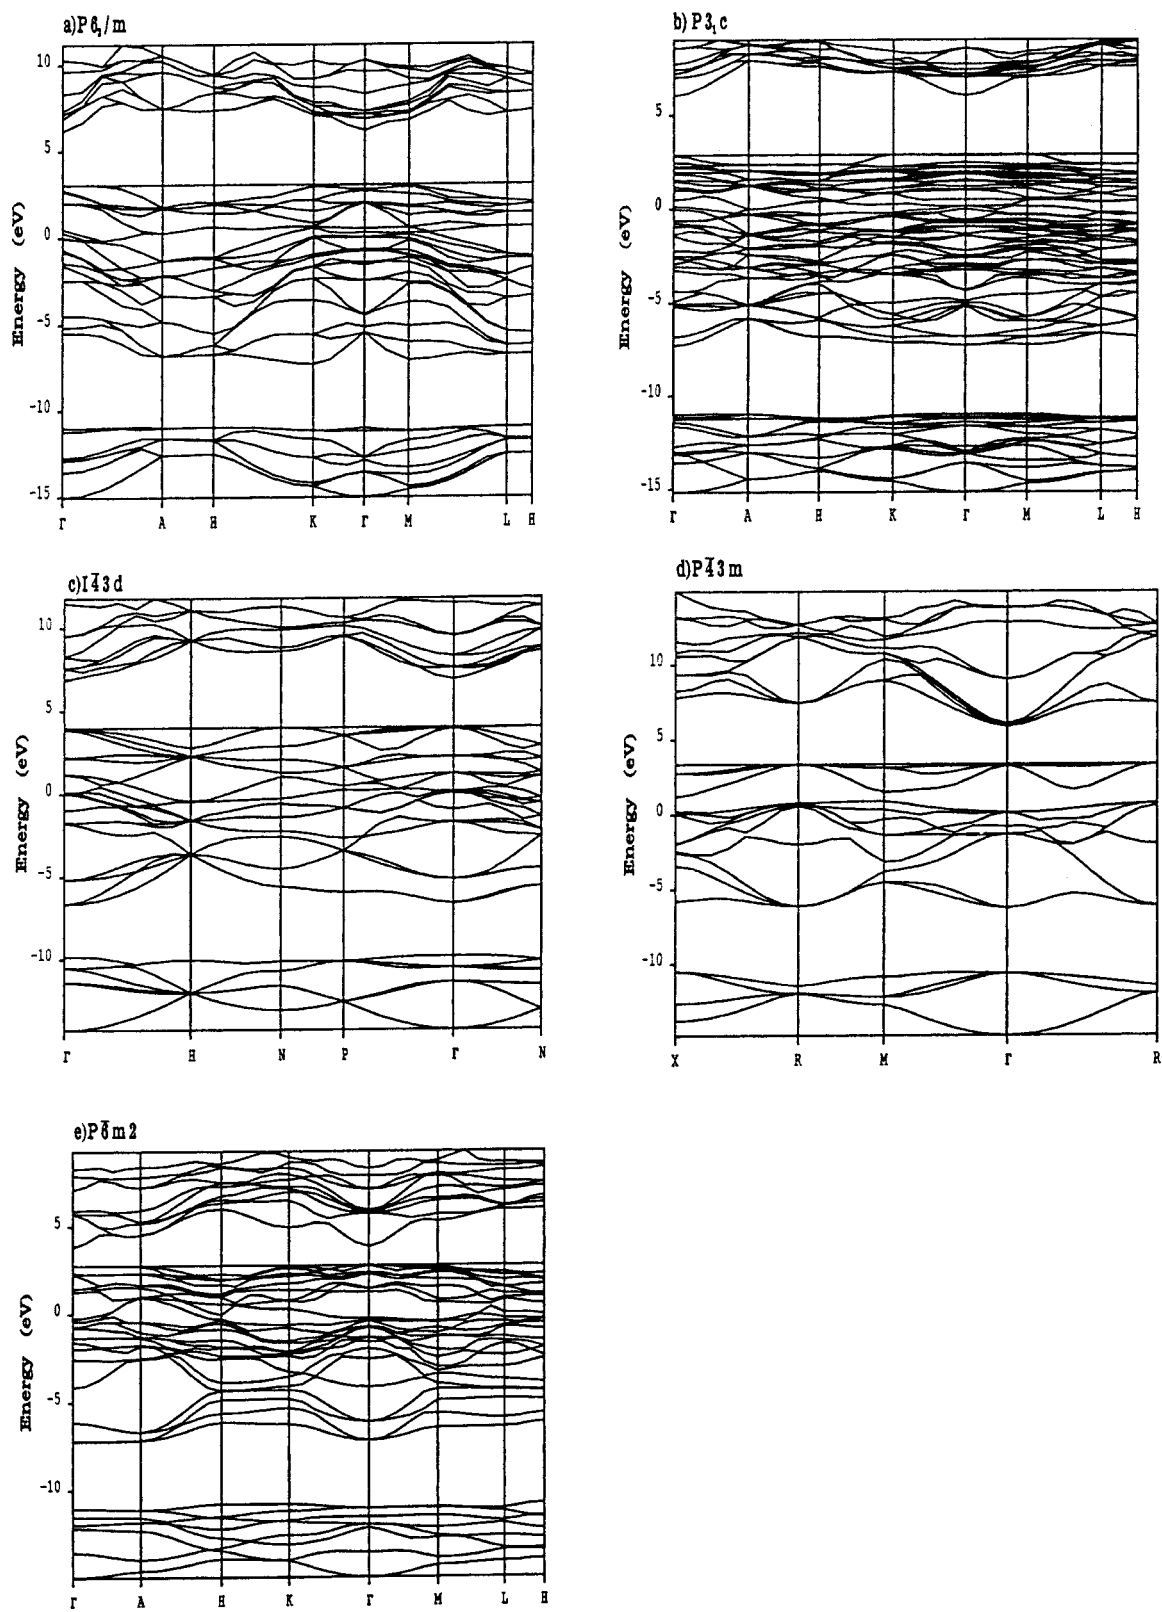 a)P6₃/m
Energy (eV)
10
5
0
-5
-10
-15
Γ A H K Γ M L H
b)P3₁c
Energy (eV)
5
0
-5
-10
-15
Γ A H K Γ M L H
c)I4̅3d
Energy (eV)
10
5
0
-5
-10
Γ H N P Γ N
d)P4̅3m
Energy (eV)
10
5
0
-5
-10
X R M Γ R
e)P6̅m2
Energy (eV)
5
0
-5
-10
Γ A H K Γ M L H